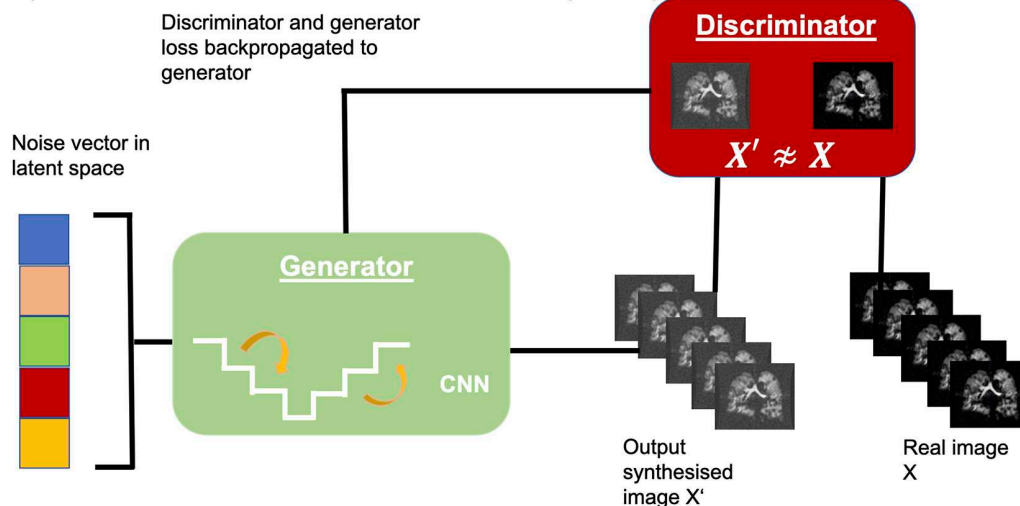 Discriminator and generator
loss backpropagated to
generator
Discriminator
X′ ≉ X
Noise vector in
latent space
Generator
CNN
Output
synthesised
image X‘
Real image
X